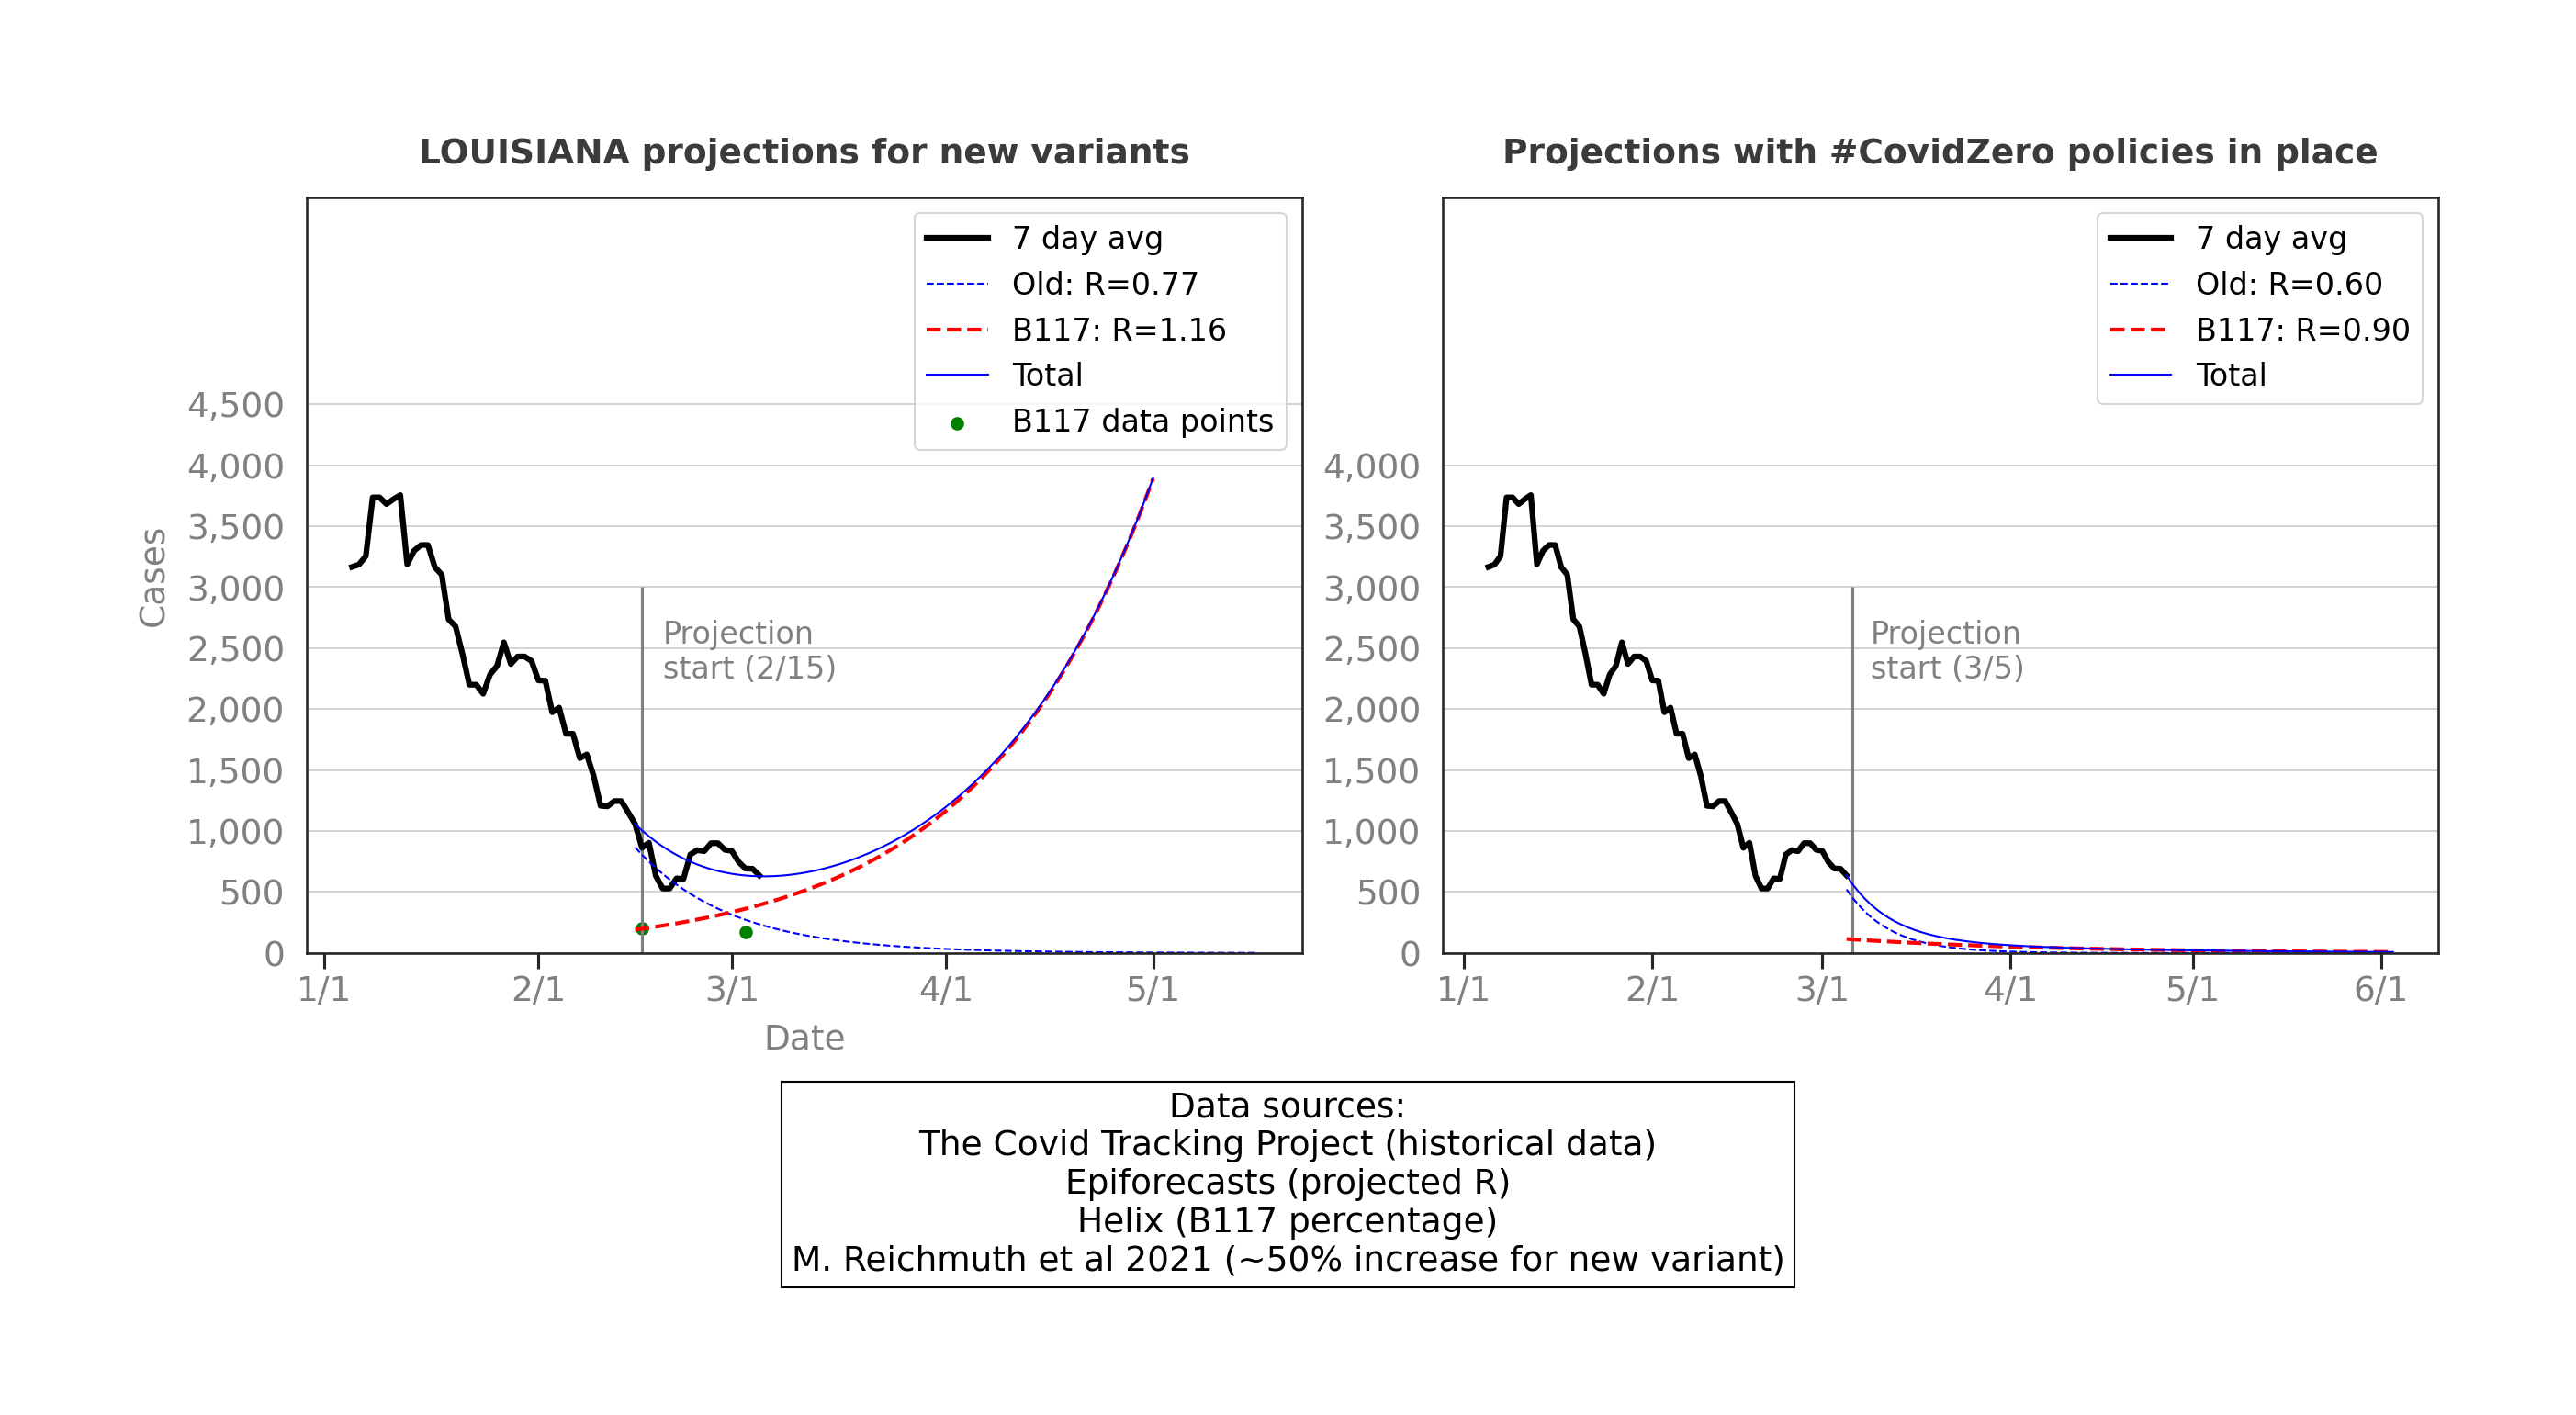 LOUISIANA projections for new variants
7 day avg
Old: R=0.77
B117: R=1.16
Total
B117 data points
Cases
4,500
4,000
3,500
3,000
2,500
2,000
1,500
1,000
500
0
Projection
start (2/15)
1/1
2/1
3/1
4/1
5/1
Date
Projections with #CovidZero policies in place
7 day avg
Old: R=0.60
B117: R=0.90
Total
4,000
3,500
3,000
2,500
2,000
1,500
1,000
500
0
Projection
start (3/5)
1/1
2/1
3/1
4/1
5/1
6/1
Data sources:
The Covid Tracking Project (historical data)
Epiforecasts (projected R)
Helix (B117 percentage)
M. Reichmuth et al 2021 (~50% increase for new variant)